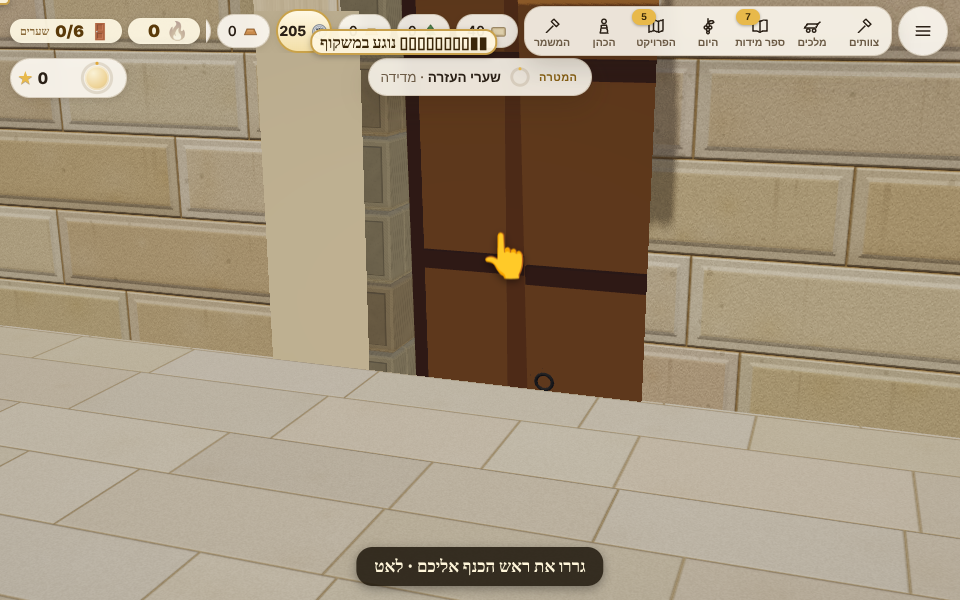 צוותים
מלכים
7
ספר מידות
היום
5
הפרויקט
הכהן
המשמר
0
205
0
0/6 שערים
נוגע במשקוף
המטרה
שערי העזרה · מדידה
0
גררו את ראש הכנף אליכם · לאט